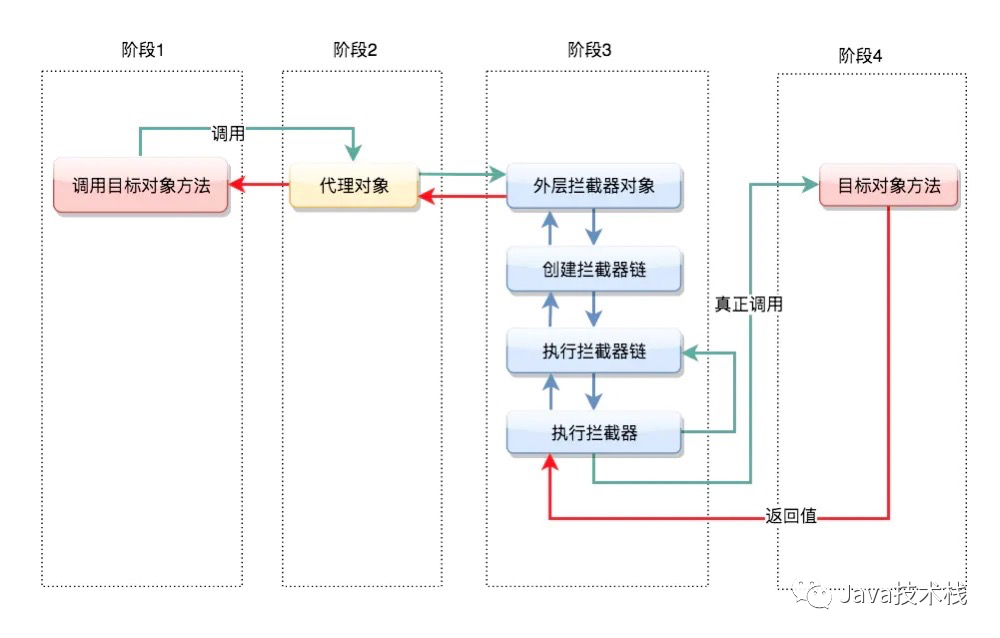 阶段1
阶段2
阶段3
阶段4
调用
调用目标对象方法
代理对象
外层拦截器对象
目标对象方法
创建拦截器链
真正调用
执行拦截器链
执行拦截器
返回值
Java技术栈